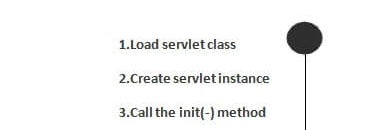 1.Load servlet class
2.Create servlet instance
3.Call the init(-) method